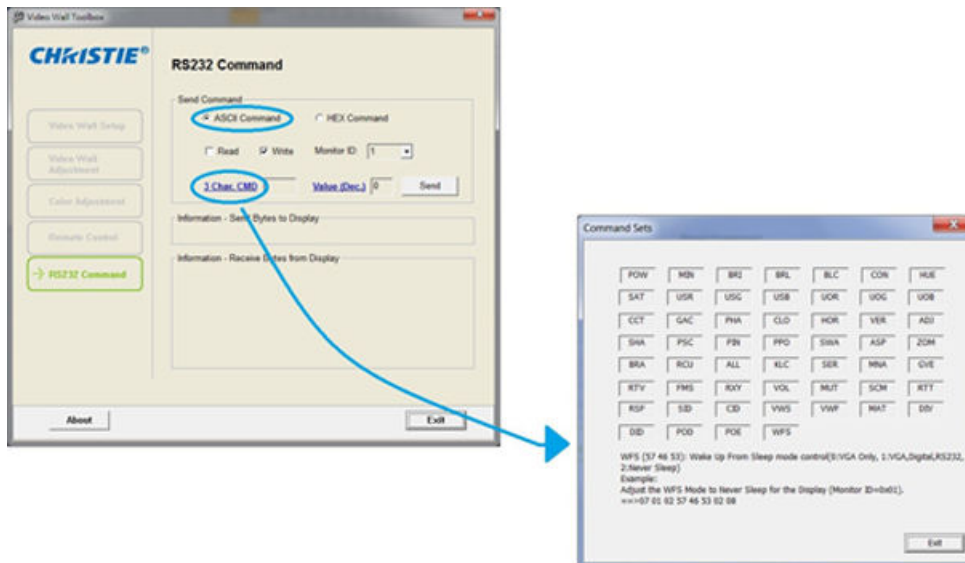 Video Wall Toolbox
CHRISTIE®
RS232 Command
Send Command
ASCII Command HEX Command
Read Write Monitor ID: 1
3 Char. CMD Value (Dec.) 0 Send
Information - Send Bytes to Display
Information - Receive Bytes from Display
Video Wall Setup
Video Wall
Adjustment
Color Adjustment
Remote Control
RS232 Command
About Exit
Command Sets
POW MIN BRI BRL BLC CON HUE
SAT USR USG USB UOR UOG UOB
CCT GAC PHA CLO HOR VER ADJ
SHA PSC PIN PPO SWA ASP ZOM
BRA RCU ALL KLC SER MNA GVE
RTV FMS RXY VOL MUT SCM RTT
RSP SID CID VWS VWF MAT DIV
DID POD POE WFS
WFS (57 46 53): Wake Up From Sleep mode control(0:VGA Only, 1:VGA,Digital,RS232,
2:Never Sleep)
Example:
Adjust the WFS Mode to Never Sleep for the Display (Monitor ID=0x01).
==>07 01 02 57 46 53 02 08
Exit